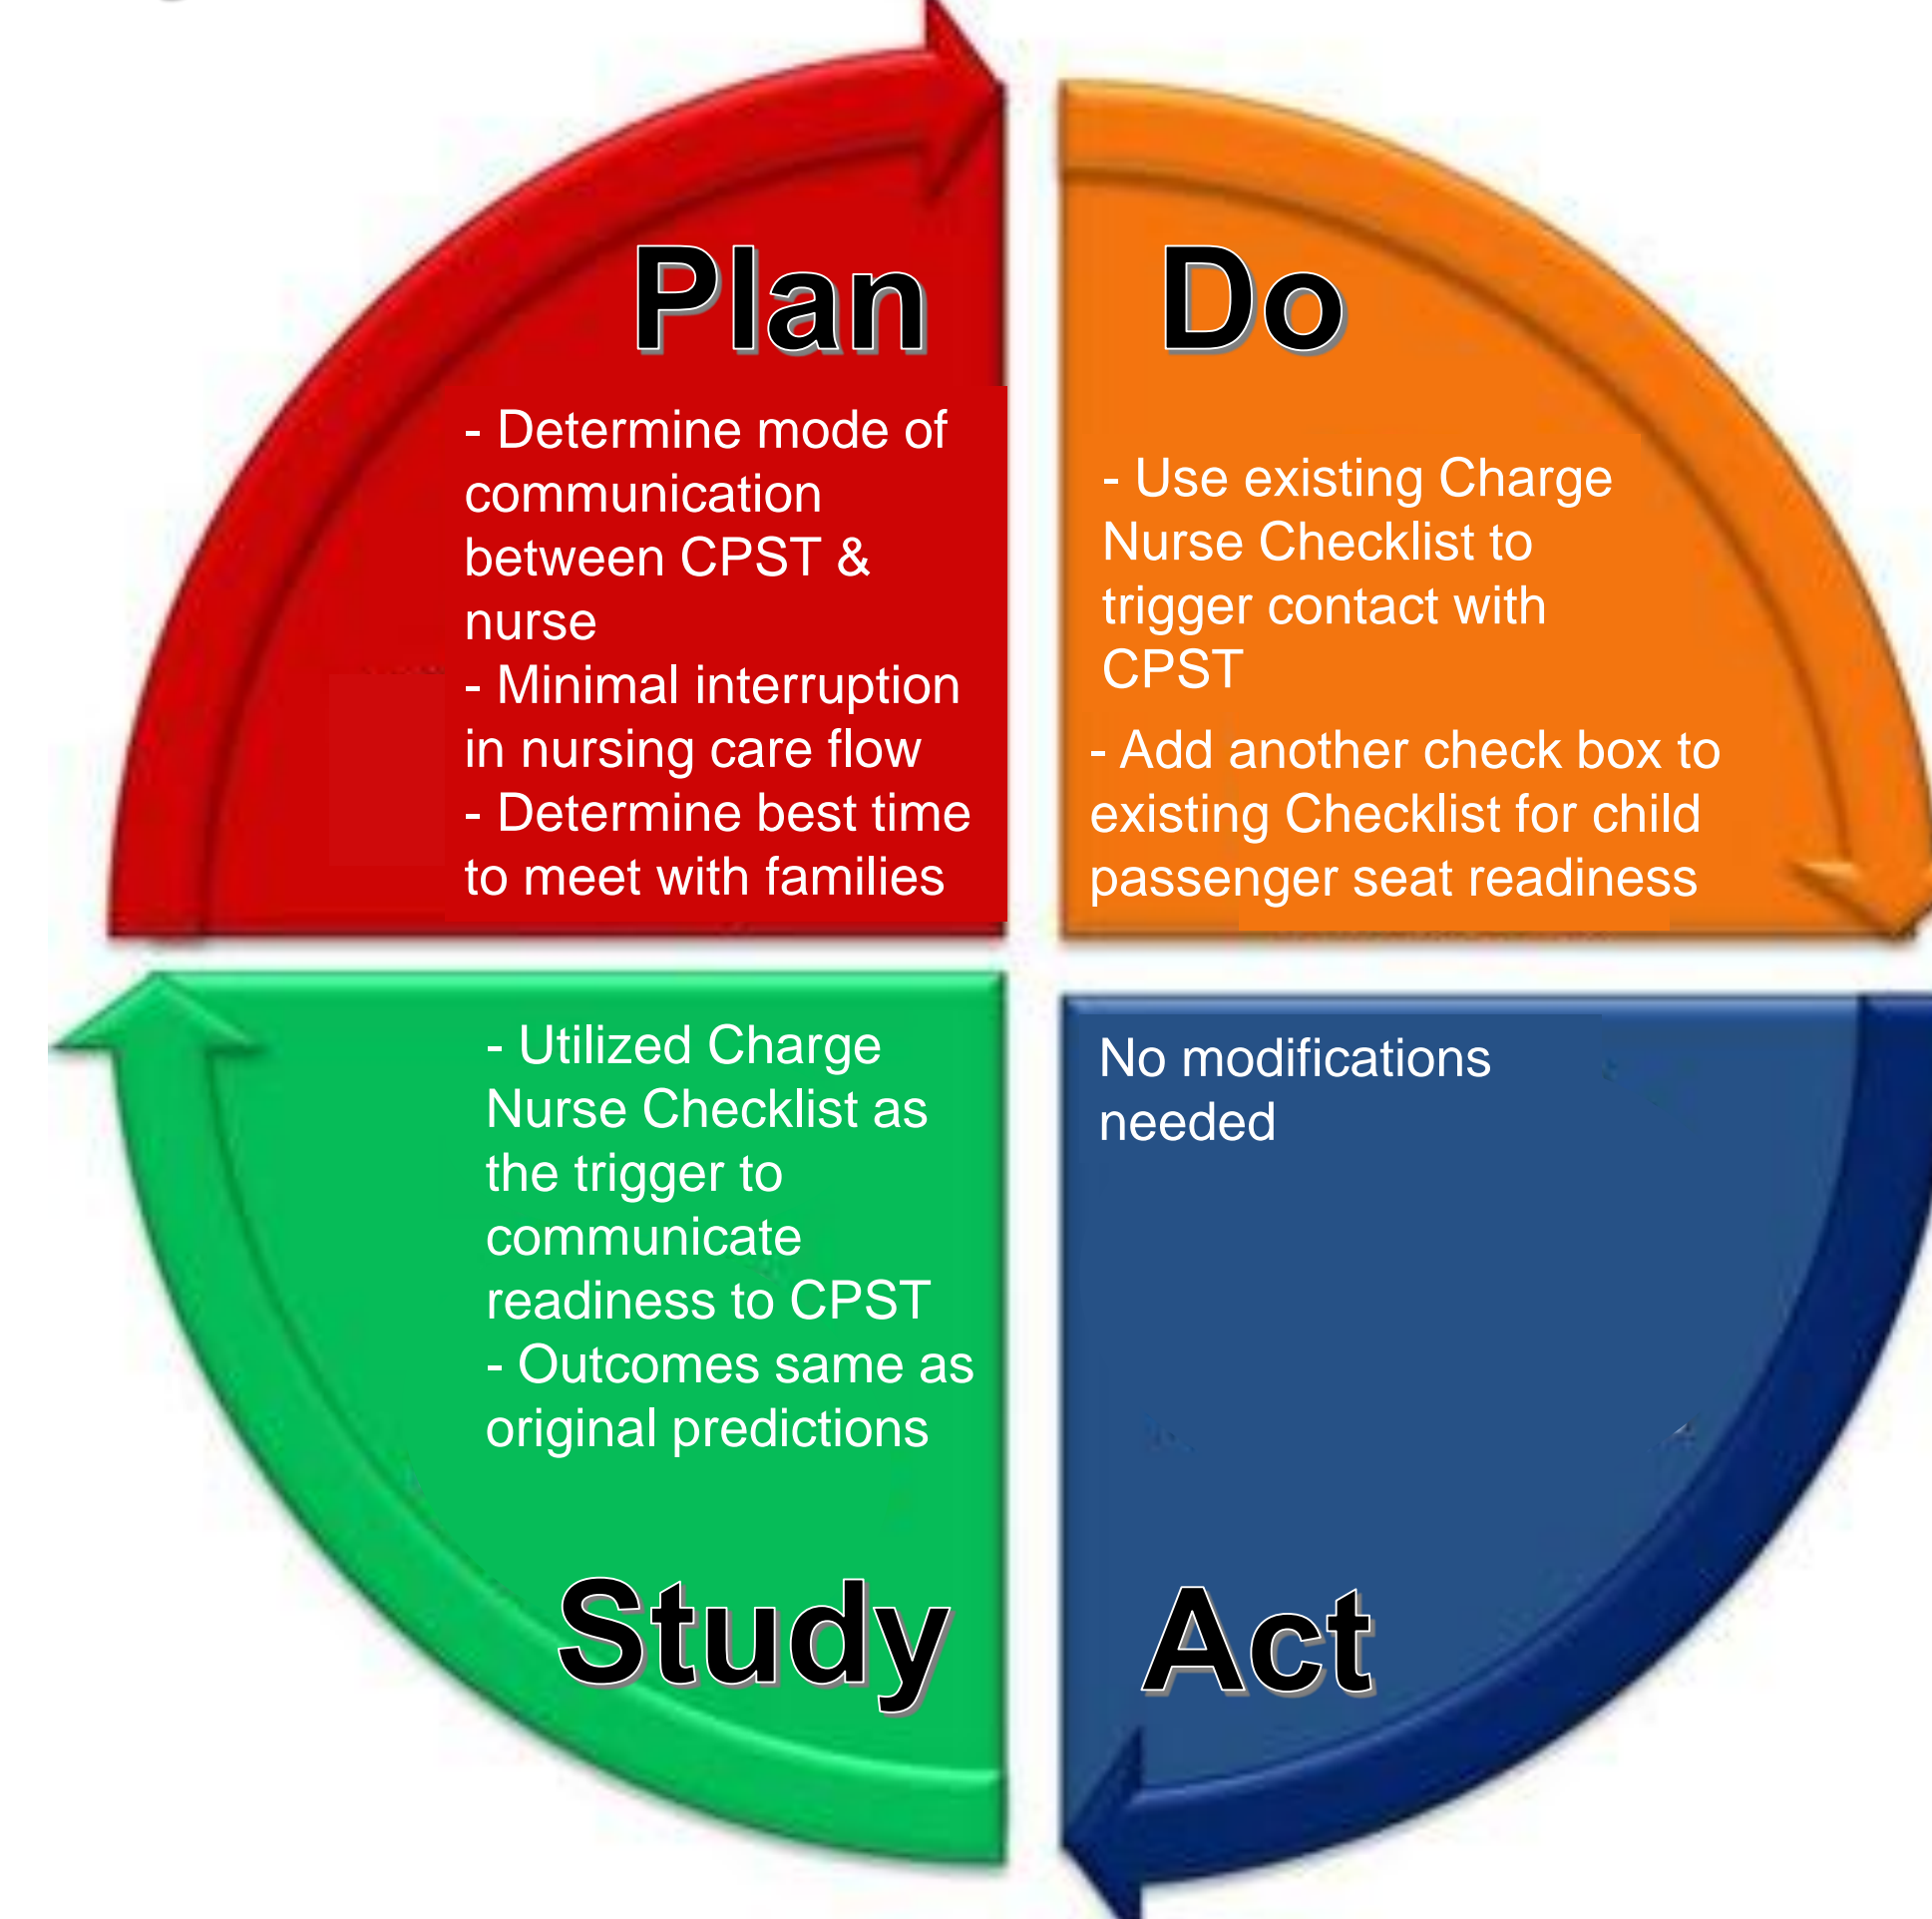 Plan
- Determine mode of
communication
between CPST &
nurse
- Minimal interruption
in nursing care flow
- Determine best time
to meet with families
Do
- Use existing Charge
Nurse Checklist to
trigger contact with
CPST
- Add another check box to
existing Checklist for child
passenger seat readiness
- Utilized Charge
Nurse Checklist as
the trigger to
communicate
readiness to CPST
- Outcomes same as
original predictions
Study
No modifications
needed
Act